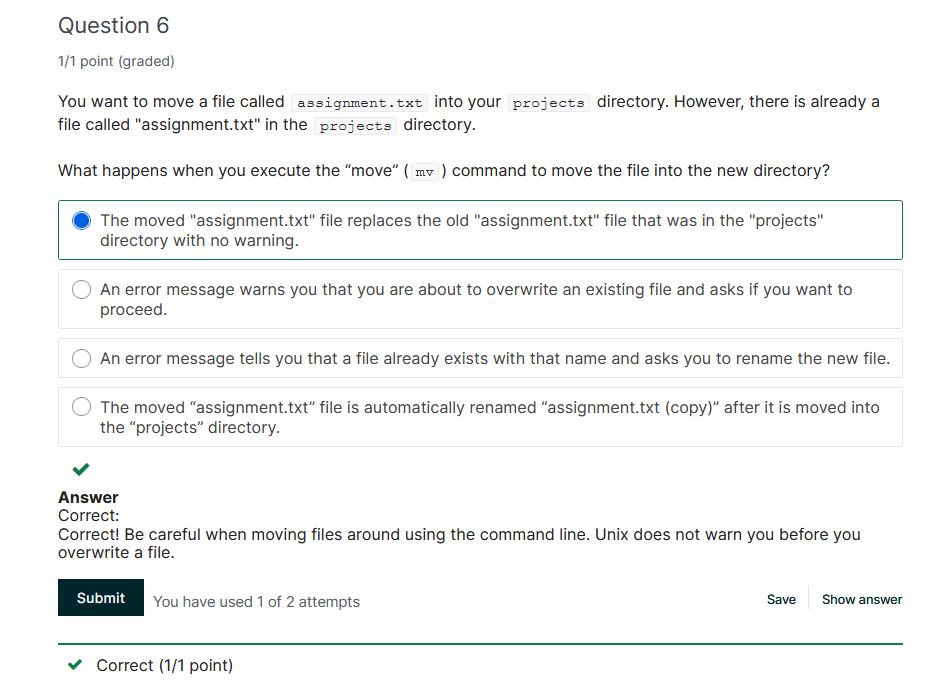 Question 6
1/1 point (graded)
You want to move a file called assignment.txt into your projects directory. However, there is already a
file called "assignment.txt" in the projects directory.
What happens when you execute the “move” ( mv ) command to move the file into the new directory?
The moved "assignment.txt" file replaces the old "assignment.txt" file that was in the "projects"
directory with no warning.
An error message warns you that you are about to overwrite an existing file and asks if you want to
proceed.
An error message tells you that a file already exists with that name and asks you to rename the new file.
The moved “assignment.txt” file is automatically renamed “assignment.txt (copy)” after it is moved into
the “projects” directory.
Answer
Correct:
Correct! Be careful when moving files around using the command line. Unix does not warn you before you
overwrite a file.
Submit You have used 1 of 2 attempts Save Show answer
Correct (1/1 point)